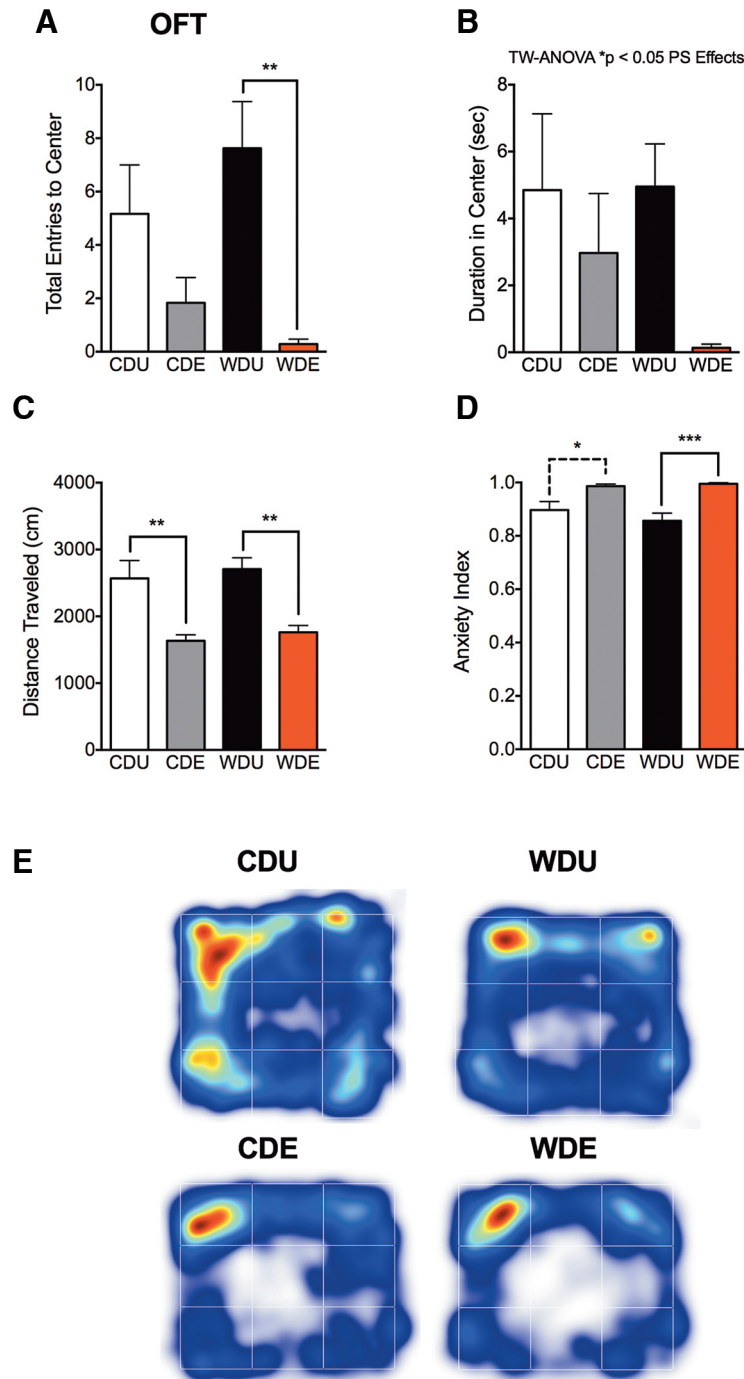 A
OFT
Total Entries to Center
10
8
6
4
2
0
**
CDU CDE WDU WDE
B
TW-ANOVA *p < 0.05 PS Effects
Duration in Center (sec)
8
6
4
2
0
CDU CDE WDU WDE
C
Distance Traveled (cm)
4000
3000
2000
1000
0
**
**
CDU CDE WDU WDE
D
Anxiety Index
1.0
0.8
0.6
0.4
0.2
0.0
*
***
CDU CDE WDU WDE
E
CDU
WDU
CDE
WDE